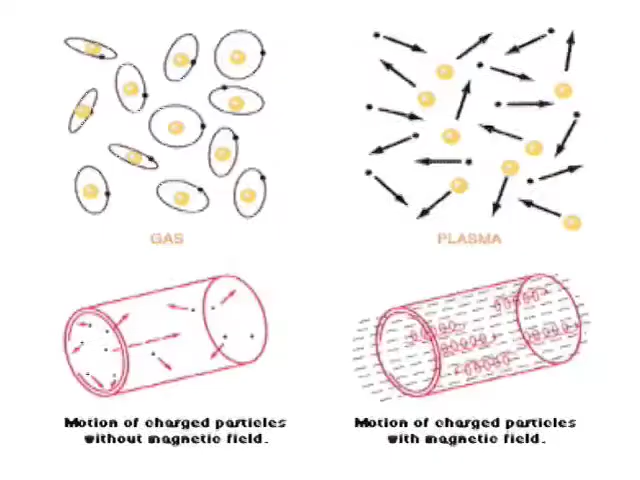 GAS
PLASMA
Motion of charged particles
without magnetic field.
Motion of charged particles
with magnetic field.